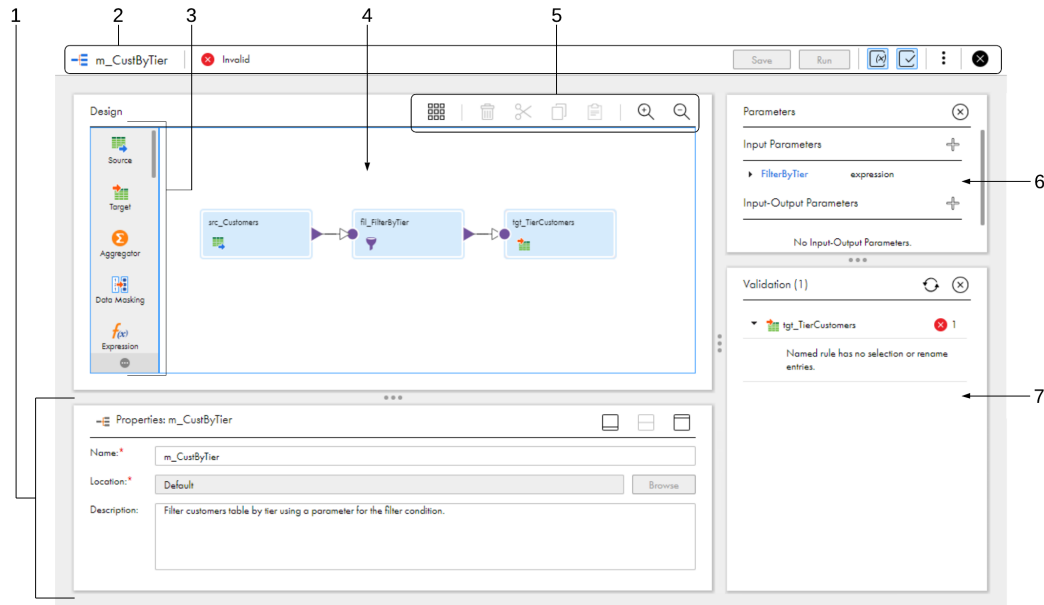 1 2 3 4 5
m_CustByTier Invalid Save Run
Design
Source
Target
Aggregator
Data Masking
f(x)
Expression
src_Customers fil_FilterByTier tgt_TierCustomers
Parameters
Input Parameters
FilterByTier expression
Input-Output Parameters
No Input-Output Parameters.
6
Validation (1)
tgt_TierCustomers 1
Named rule has no selection or rename
entries.
7
Properties: m_CustByTier
Name:* m_CustByTier
Location:* Default Browse
Description: Filter customers table by tier using a parameter for the filter condition.